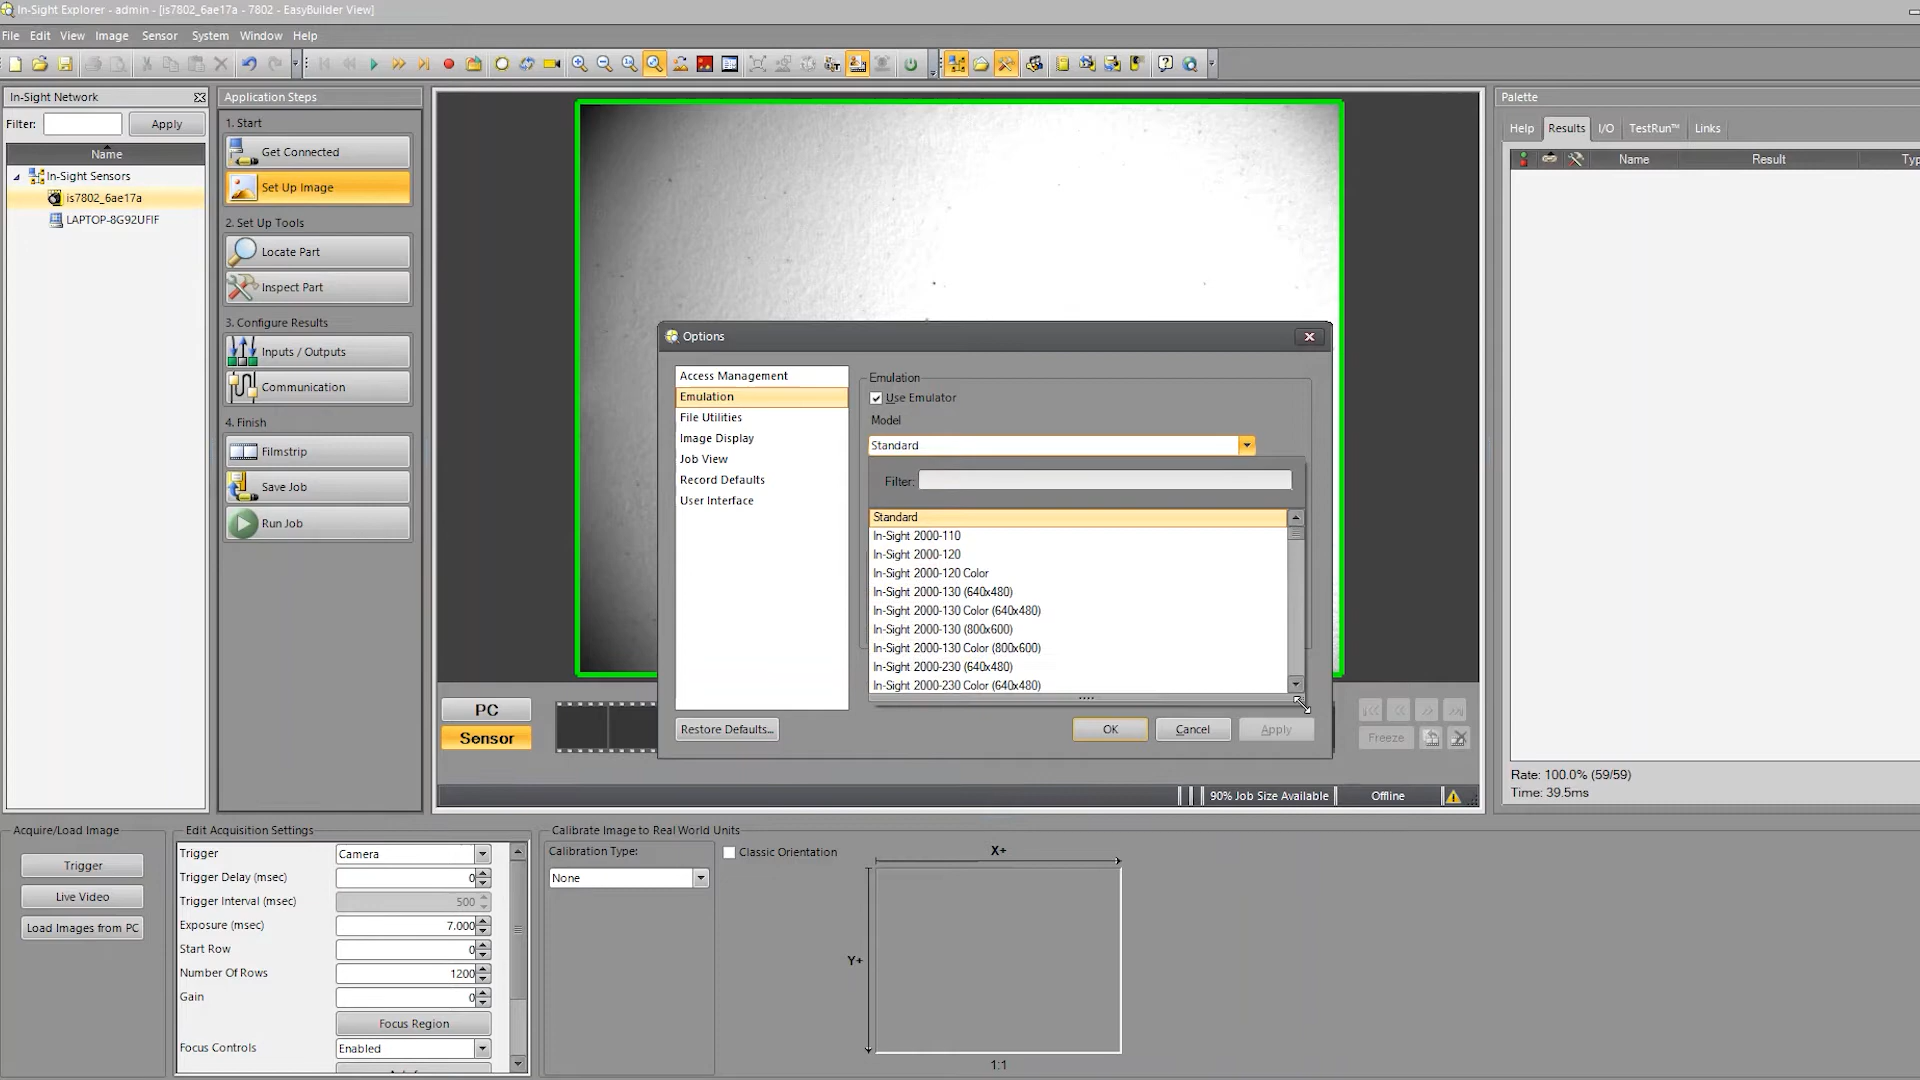 In-Sight Explorer - admin - [is7802_6ae17a - 7802 - EasyBuilder View]
File Edit View Image Sensor System Window Help
In-Sight Network
Filter: Apply
Name
In-Sight Sensors
is7802_6ae17a
LAPTOP-8G92UFIF
Application Steps
1. Start
Get Connected
Set Up Image
2. Set Up Tools
Locate Part
Inspect Part
3. Configure Results
Inputs / Outputs
Communication
4. Finish
Filmstrip
Save Job
Run Job
PC
Sensor
Options
Access Management
Emulation
File Utilities
Image Display
Job View
Record Defaults
User Interface
Restore Defaults...
Emulation
Use Emulator
Model
Standard
Filter:
Standard
In-Sight 2000-110
In-Sight 2000-120
In-Sight 2000-120 Color
In-Sight 2000-130 (640x480)
In-Sight 2000-130 Color (640x480)
In-Sight 2000-130 (800x600)
In-Sight 2000-130 Color (800x600)
In-Sight 2000-230 (640x480)
In-Sight 2000-230 Color (640x480)
OK Cancel Apply
Freeze
90% Job Size Available Offline
Palette
Help Results I/O TestRun™ Links
Name Result Typ
Rate: 100.0% (59/59)
Time: 39.5ms
Acquire/Load Image
Trigger
Live Video
Load Images from PC
Edit Acquisition Settings
Trigger Camera
Trigger Delay (msec) 0
Trigger Interval (msec) 500
Exposure (msec) 7.000
Start Row 0
Number Of Rows 1200
Gain 0
Focus Region
Focus Controls Enabled
Calibrate Image to Real World Units
Calibration Type:
None
Classic Orientation
X+
Y+
1:1